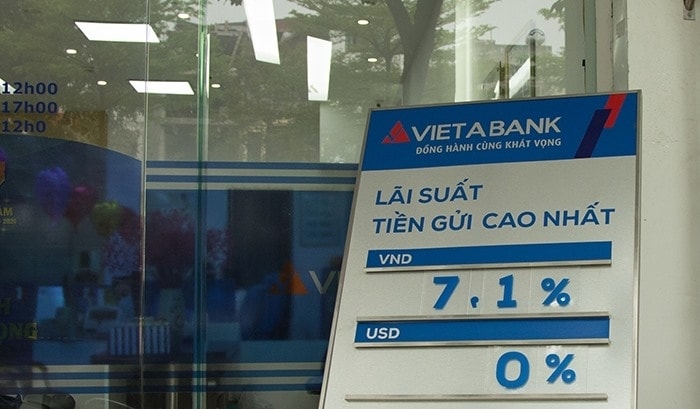 12h00
17h00
12h0
VIETABANK
ĐỒNG HÀNH CÙNG KHÁT VỌNG
LÃI SUẤT
TIỀN GỬI CAO NHẤT
VND
7,1%
USD
0%